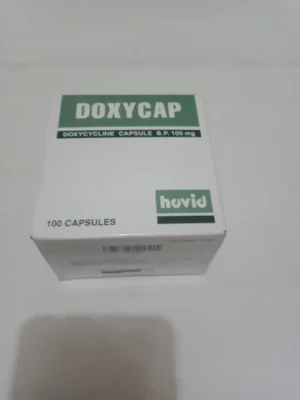 DOXYCAP
DOXYCYCLINE CAPSULE B.P. 100 mg
hovid
100 CAPSULES